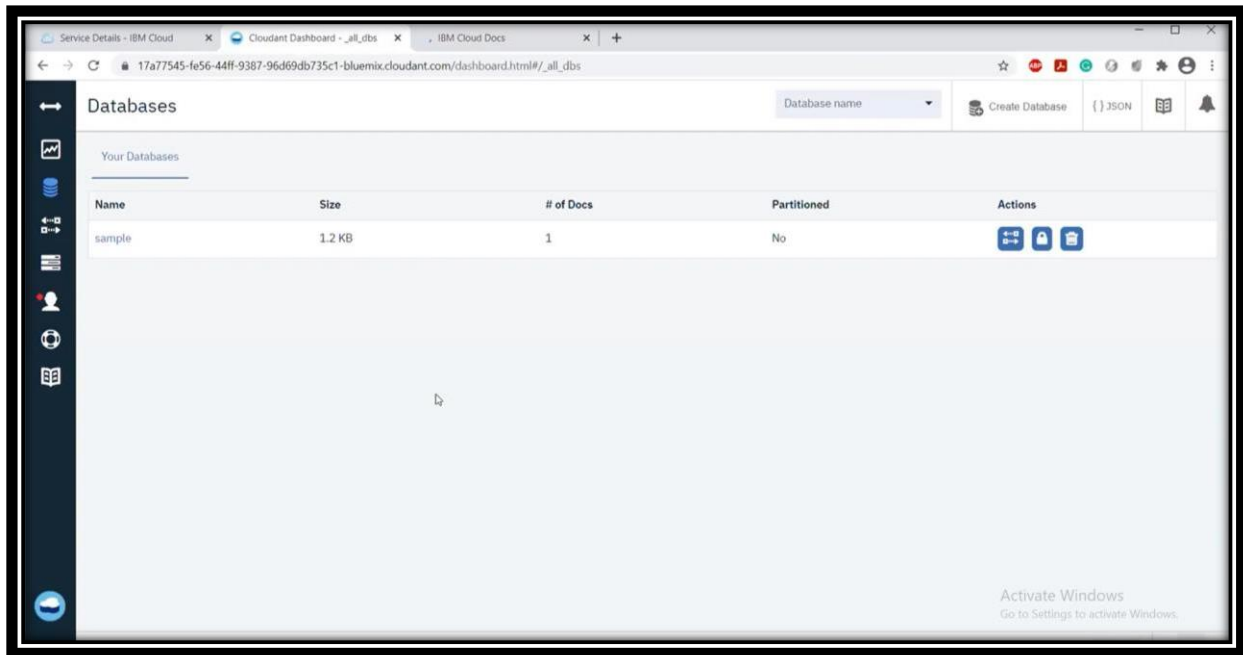 Service Details - IBM Cloud
Cloudant Dashboard - _all_dbs
IBM Cloud Docs
17a77545-fe56-44ff-9387-96d69db735c1-bluemix.cloudant.com/dashboard.html#/_all_dbs
ABP
Databases
Database name
Create Database
{ } JSON
Your Databases
Name Size # of Docs Partitioned Actions
sample 1.2 KB 1 No
Activate Windows
Go to Settings to activate Windows.